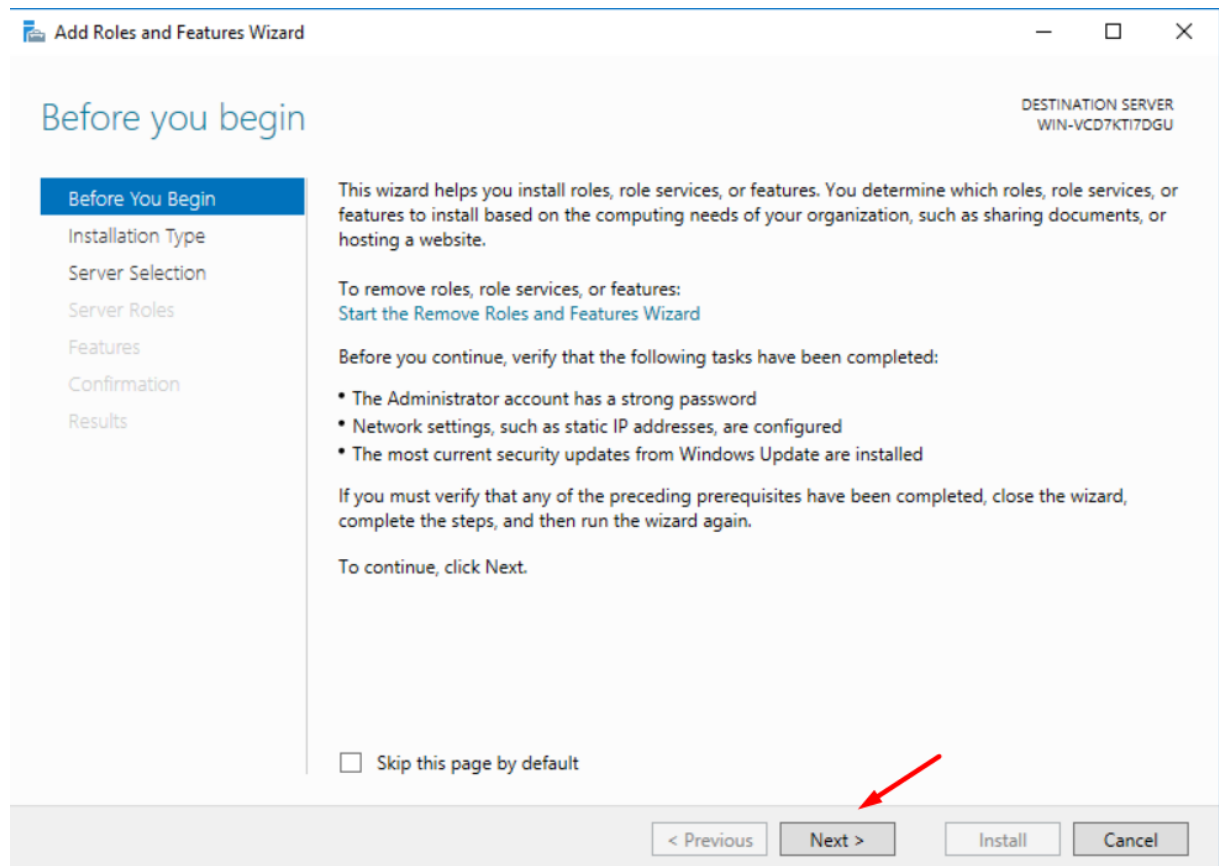 Add Roles and Features Wizard
Before you begin
DESTINATION SERVER
WIN-VCD7KTI7DGU
Before You Begin
Installation Type
Server Selection
Server Roles
Features
Confirmation
Results
This wizard helps you install roles, role services, or features. You determine which roles, role services, or
features to install based on the computing needs of your organization, such as sharing documents, or
hosting a website.
To remove roles, role services, or features:
Start the Remove Roles and Features Wizard
Before you continue, verify that the following tasks have been completed:
• The Administrator account has a strong password
• Network settings, such as static IP addresses, are configured
• The most current security updates from Windows Update are installed
If you must verify that any of the preceding prerequisites have been completed, close the wizard,
complete the steps, and then run the wizard again.
To continue, click Next.
Skip this page by default
< Previous
Next >
Install
Cancel